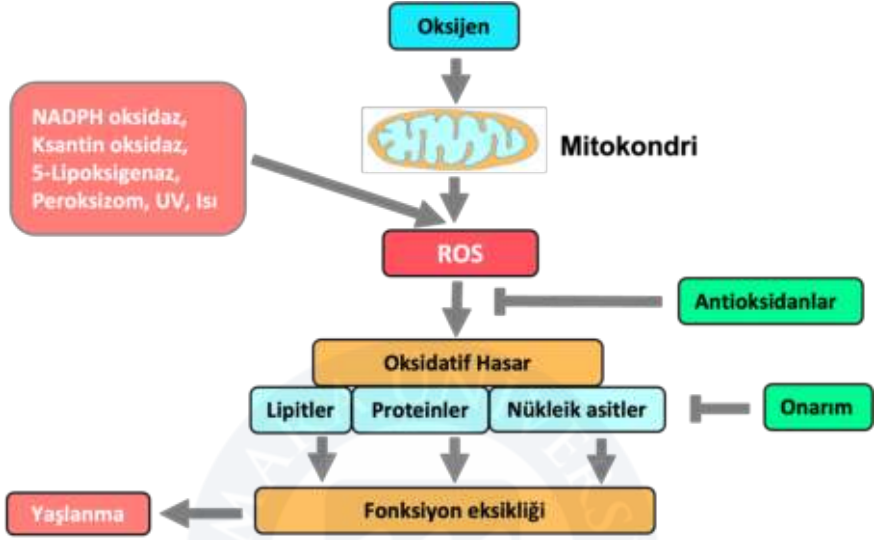 Oksijen
NADPH oksidaz,
Ksantin oksidaz,
5-Lipoksigenaz,
Peroksizom, UV, Isı
Mitokondri
ROS
Antioksidanlar
Oksidatif Hasar
Lipitler
Proteinler
Nükleik asitler
Onarım
Yaşlanma
Fonksiyon eksikliği